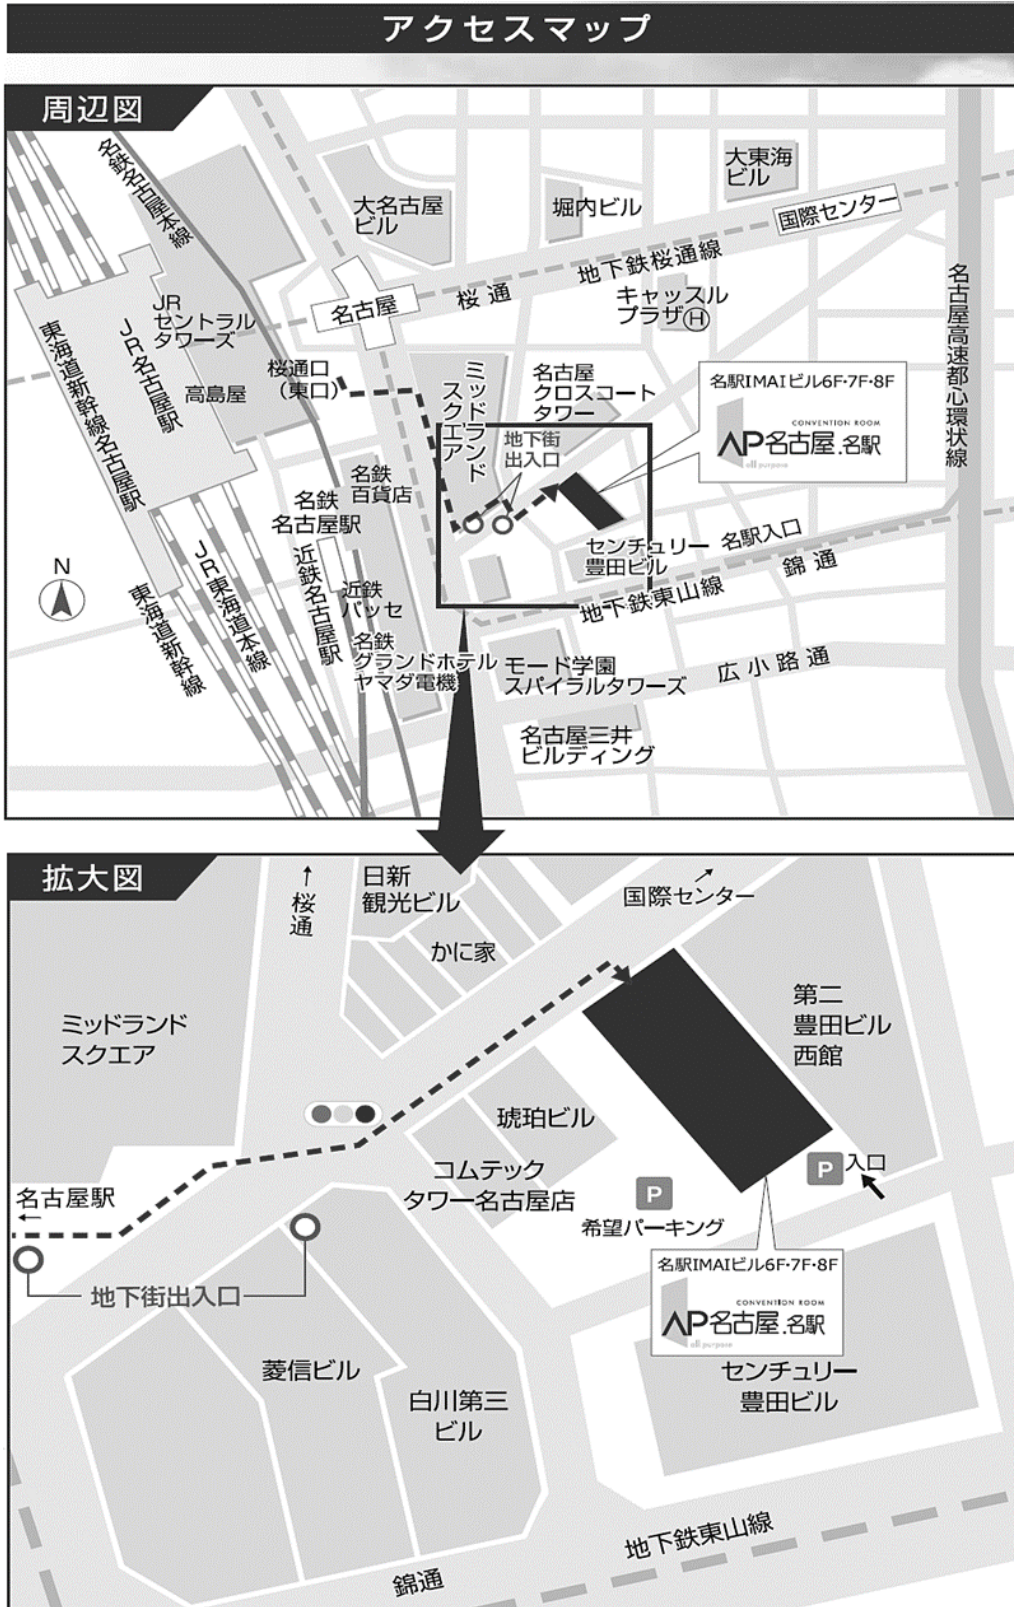 アクセスマップ
周辺図
名鉄名古屋本線
大名古屋
ビル
堀内ビル
大東海
ビル
国際センター
地下鉄桜通線
桜通
名古屋
キャッスル
プラザⒽ
名古屋高速都心環状線
JR
セントラル
タワーズ
JR名古屋駅
東海道新幹線名古屋駅
高島屋
桜通口
(東口)
ミッドランド
スクエア
名古屋
クロスコート
タワー
名駅IMAIビル6F・7F・8F
CONVENTION ROOM
AP名古屋.名駅
all purpose
地下街
出入口
名鉄
百貨店
名鉄
名古屋駅
近鉄名古屋駅
近鉄
パッセ
センチュリー
豊田ビル
名駅入口
錦通
地下鉄東山線
N
東海道新幹線
JR東海道本線
名鉄
グランドホテル
ヤマダ電機
モード学園
スパイラルタワーズ
広小路通
名古屋三井
ビルディング
拡大図
↑
桜通
日新
観光ビル
かに家
国際センター
ミッドランド
スクエア
第二
豊田ビル
西館
琥珀ビル
コムテック
タワー名古屋店
P
入口
P
希望パーキング
名古屋駅
←
地下街出入口
名駅IMAIビル6F・7F・8F
CONVENTION ROOM
AP名古屋.名駅
all purpose
菱信ビル
白川第三
ビル
センチュリー
豊田ビル
地下鉄東山線
錦通